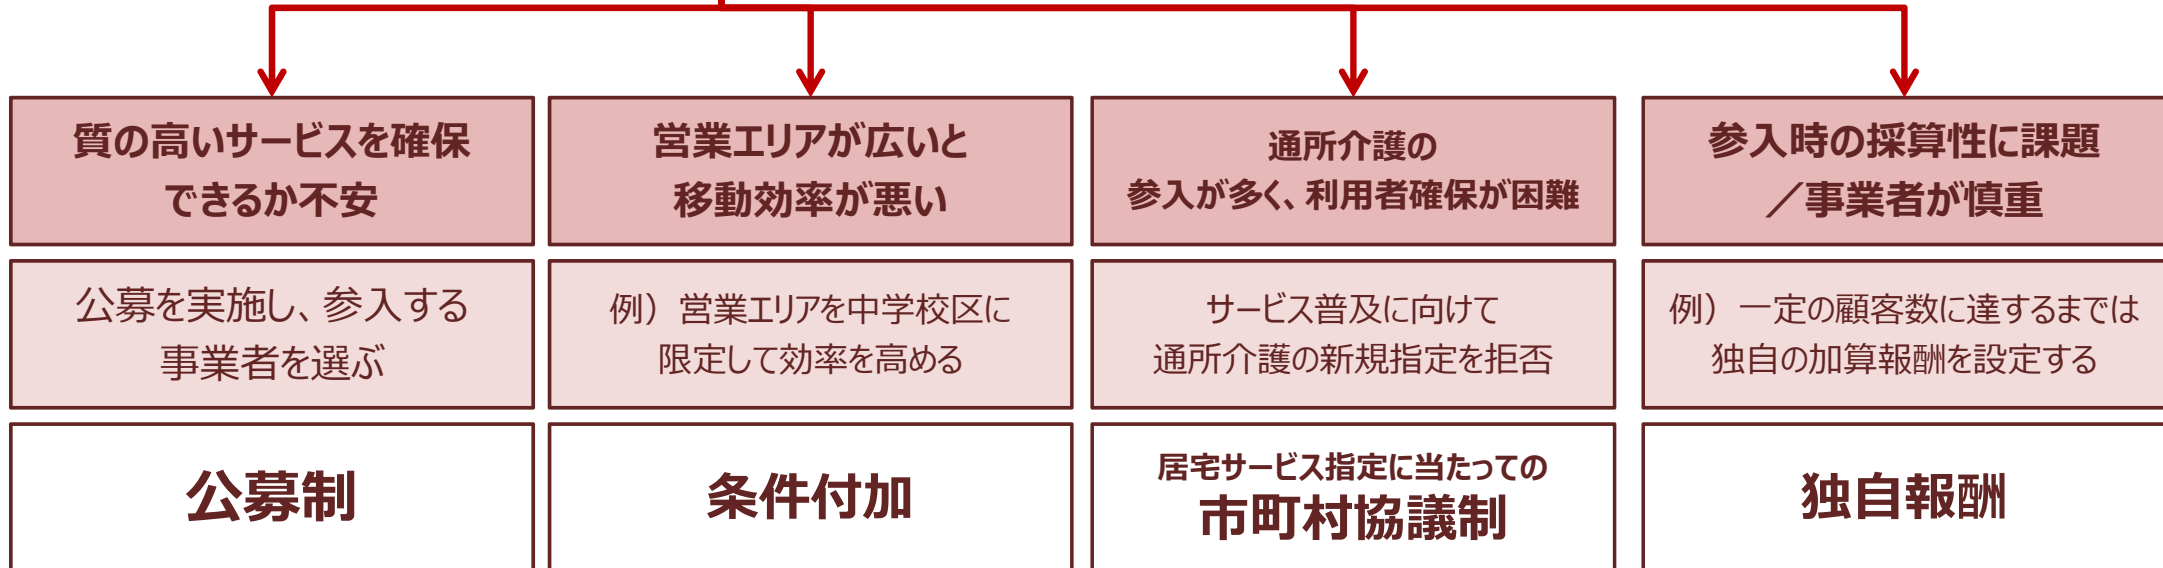 質の高いサービスを確保
できるか不安
営業エリアが広いと
移動効率が悪い
通所介護の
参入が多く、利用者確保が困難
参入時の採算性に課題
／事業者が慎重
公募を実施し、参入する
事業者を選ぶ
例）営業エリアを中学校区に
限定して効率を高める
サービス普及に向けて
通所介護の新規指定を拒否
例）一定の顧客数に達するまでは
独自の加算報酬を設定する
公募制
条件付加
居宅サービス指定に当たっての
市町村協議制
独自報酬